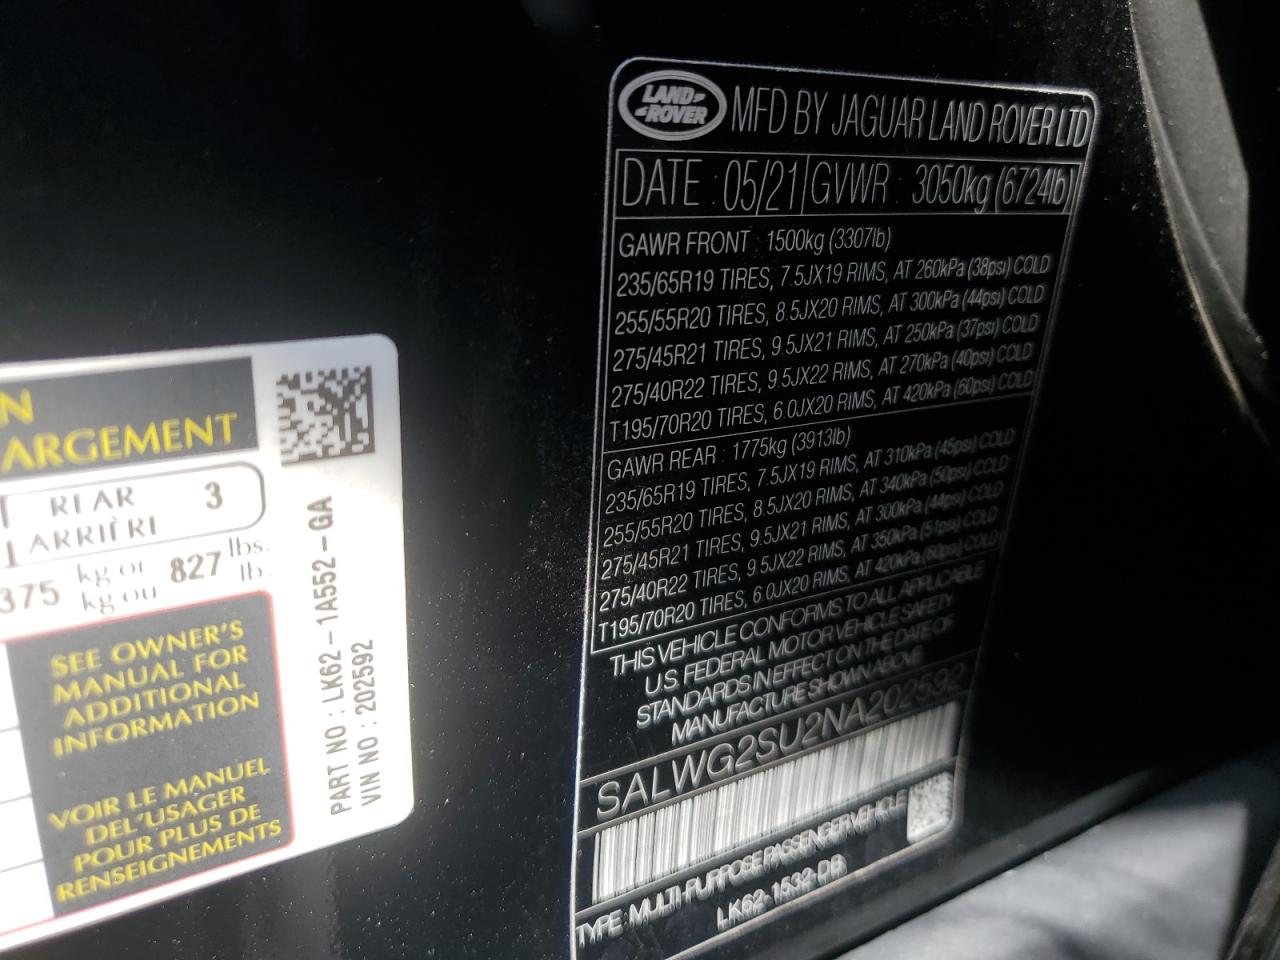 N
ARGEMENT
REAR 3
ARRIÈRE
375 kg or 827 lbs.
kg ou lb.
SEE OWNER'S
MANUAL FOR
ADDITIONAL
INFORMATION
VOIR LE MANUEL
DEL'USAGER
POUR PLUS DE
RENSEIGNEMENTS
PART NO : LK62-1A552-GA
VIN NO : 202592
LAND ROVER MFD BY JAGUAR LAND ROVER LTD
DATE : 05/21 GVWR : 3050kg (6724lb)
GAWR FRONT : 1500kg (3307lb)
235/65R19 TIRES, 7.5JX19 RIMS, AT 260kPa (38psi) COLD
255/55R20 TIRES, 8.5JX20 RIMS, AT 300kPa (44psi) COLD
275/45R21 TIRES, 9.5JX21 RIMS, AT 250kPa (37psi) COLD
275/40R22 TIRES, 9.5JX22 RIMS, AT 270kPa (40psi) COLD
T195/70R20 TIRES, 6.0JX20 RIMS, AT 420kPa (60psi) COLD
GAWR REAR : 1775kg (3913lb)
235/65R19 TIRES, 7.5JX19 RIMS, AT 310kPa (45psi) COLD
255/55R20 TIRES, 8.5JX20 RIMS, AT 340kPa (50psi) COLD
275/45R21 TIRES, 9.5JX21 RIMS, AT 300kPa (44psi) COLD
275/40R22 TIRES, 9.5JX22 RIMS, AT 350kPa (51psi) COLD
T195/70R20 TIRES, 6.0JX20 RIMS, AT 420kPa (60psi) COLD
THIS VEHICLE CONFORMS TO ALL APPLICABLE
U.S. FEDERAL MOTOR VEHICLE SAFETY
STANDARDS IN EFFECT ON THE DATE OF
MANUFACTURE SHOWN ABOVE
SALWG2SU2NA202592
TYPE : MULTI-PURPOSE PASSENGER VEHICLE
LK62-1532-DB